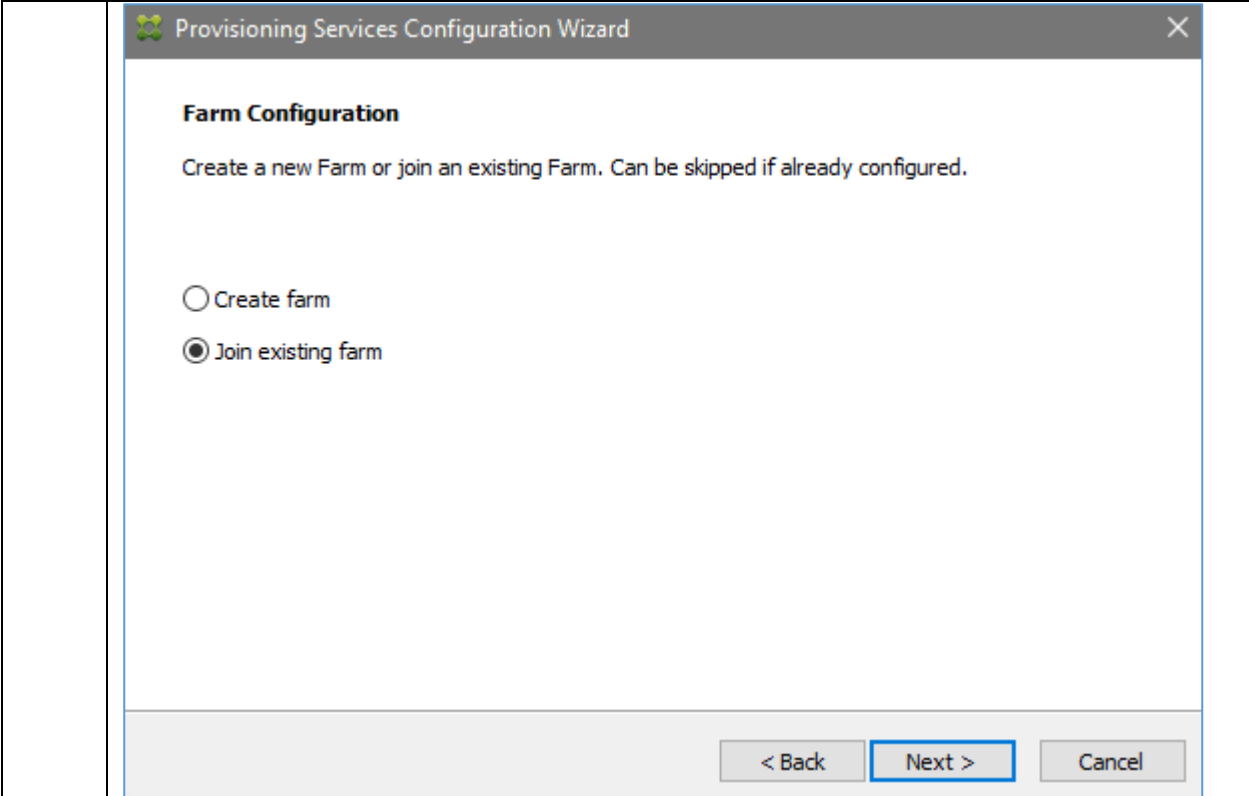 Provisioning Services Configuration Wizard
Farm Configuration
Create a new Farm or join an existing Farm. Can be skipped if already configured.
Create farm
Join existing farm
< Back
Next >
Cancel